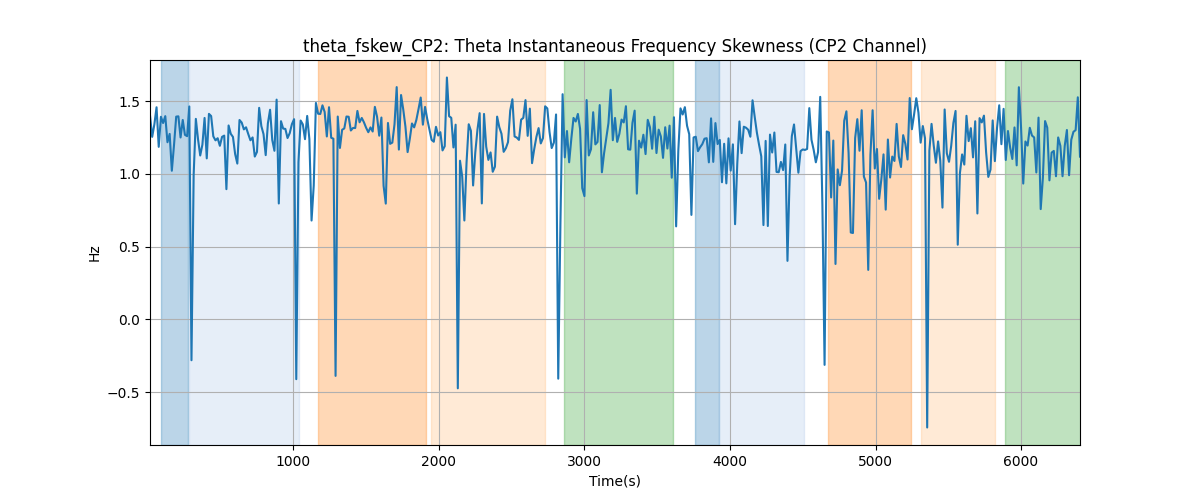 theta_fskew_CP2: Theta Instantaneous Frequency Skewness (CP2 Channel)
1.5
1.0
0.5
0.0
−0.5
Hz
1000 2000 3000 4000 5000 6000
Time(s)